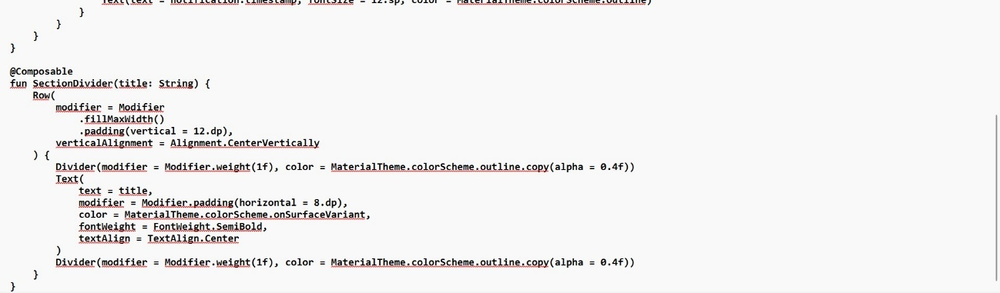 Text(text = notification.timestamp, fontSize = 12.sp, color = MaterialTheme.colorScheme.outline)
                }
            }
        }
    }
}

@Composable
fun SectionDivider(title: String) {
    Row(
        modifier = Modifier
            .fillMaxWidth()
            .padding(vertical = 12.dp),
        verticalAlignment = Alignment.CenterVertically
    ) {
        Divider(modifier = Modifier.weight(1f), color = MaterialTheme.colorScheme.outline.copy(alpha = 0.4f))
        Text(
            text = title,
            modifier = Modifier.padding(horizontal = 8.dp),
            color = MaterialTheme.colorScheme.onSurfaceVariant,
            fontWeight = FontWeight.SemiBold,
            textAlign = TextAlign.Center
        )
        Divider(modifier = Modifier.weight(1f), color = MaterialTheme.colorScheme.outline.copy(alpha = 0.4f))
    }
}